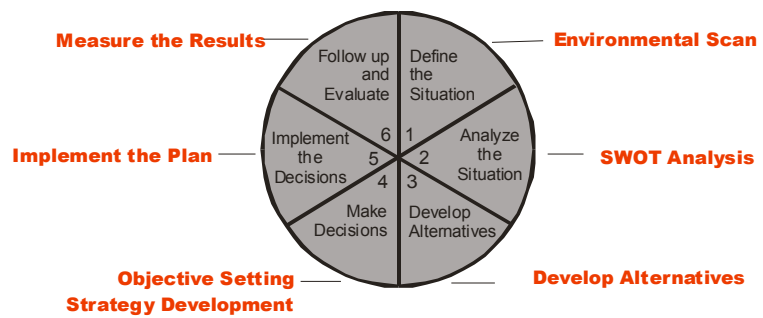 Measure the Results
Environmental Scan
Follow up
and
Evaluate
Define
the
Situation
6
1
Implement the Plan
Implement
the
Decisions
5
2
Analyze
the
Situation
SWOT Analysis
4
3
Make
Decisions
Develop
Alternatives
Objective Setting
Strategy Development
Develop Alternatives